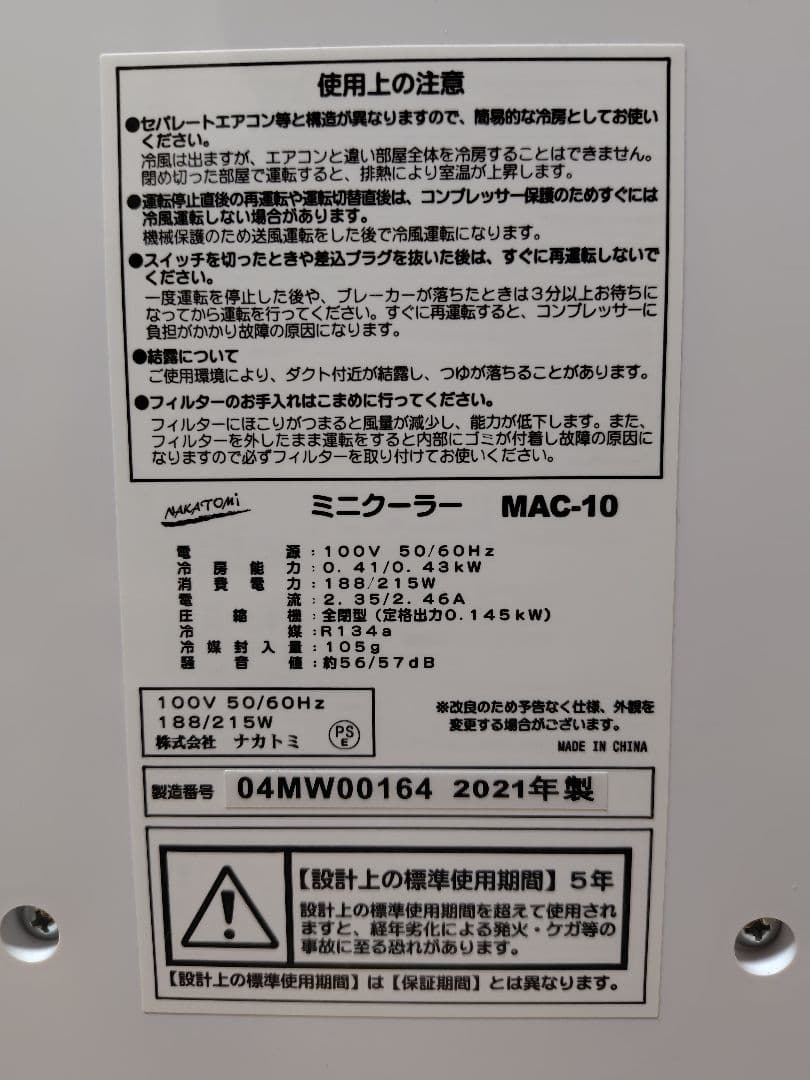 使用上の注意
●セパレートエアコン等と構造が異なりますので、簡易的な冷房としてお使い
ください。
冷風は出ますが、エアコンと違い部屋全体を冷房することはできません。
閉め切った部屋で運転すると、排熱により室温が上昇します。
●運転停止直後の再運転や運転切替直後は、コンプレッサー保護のためすぐには
冷風運転しない場合があります。
機械保護のため送風運転をした後で冷風運転になります。
●スイッチを切ったときや差込プラグを抜いた後は、すぐに再運転しないで
ください。
一度運転を停止した後や、ブレーカーが落ちたときは3分以上お待ちに
なってから運転を行ってください。すぐに再運転すると、コンプレッサーに
負担がかかり故障の原因になります。
●結露について
ご使用環境により、ダクト付近が結露し、つゆが落ちることがあります。
●フィルターのお手入れはこまめに行ってください。
フィルターにほこりがつまると風量が減少し、能力が低下します。また、
フィルターを外したまま運転をすると内部にゴミが付着し故障の原因に
なりますので必ずフィルターを取り付けてお使いください。
NAKATOMI ミニクーラー MAC-10
電源：100V 50/60Hz
冷房能力：0.41/0.43kW
消費電力：188/215W
電流：2.35/2.46A
圧縮機：全閉型（定格出力0.145kW）
冷媒：R134a
冷媒封入量：105g
騒音値：約56/57dB
100V 50/60Hz
188/215W
株式会社 ナカトミ PSE
※改良のため予告なく仕様、外観を
変更する場合がございます。
MADE IN CHINA
製造番号 04MW00164 2021年製
【設計上の標準使用期間】5年
設計上の標準使用期間を超えて使用され
ますと、経年劣化による発火・ケガ等の
事故に至る恐れがあります。
【設計上の標準使用期間】は【保証期間】とは異なります。